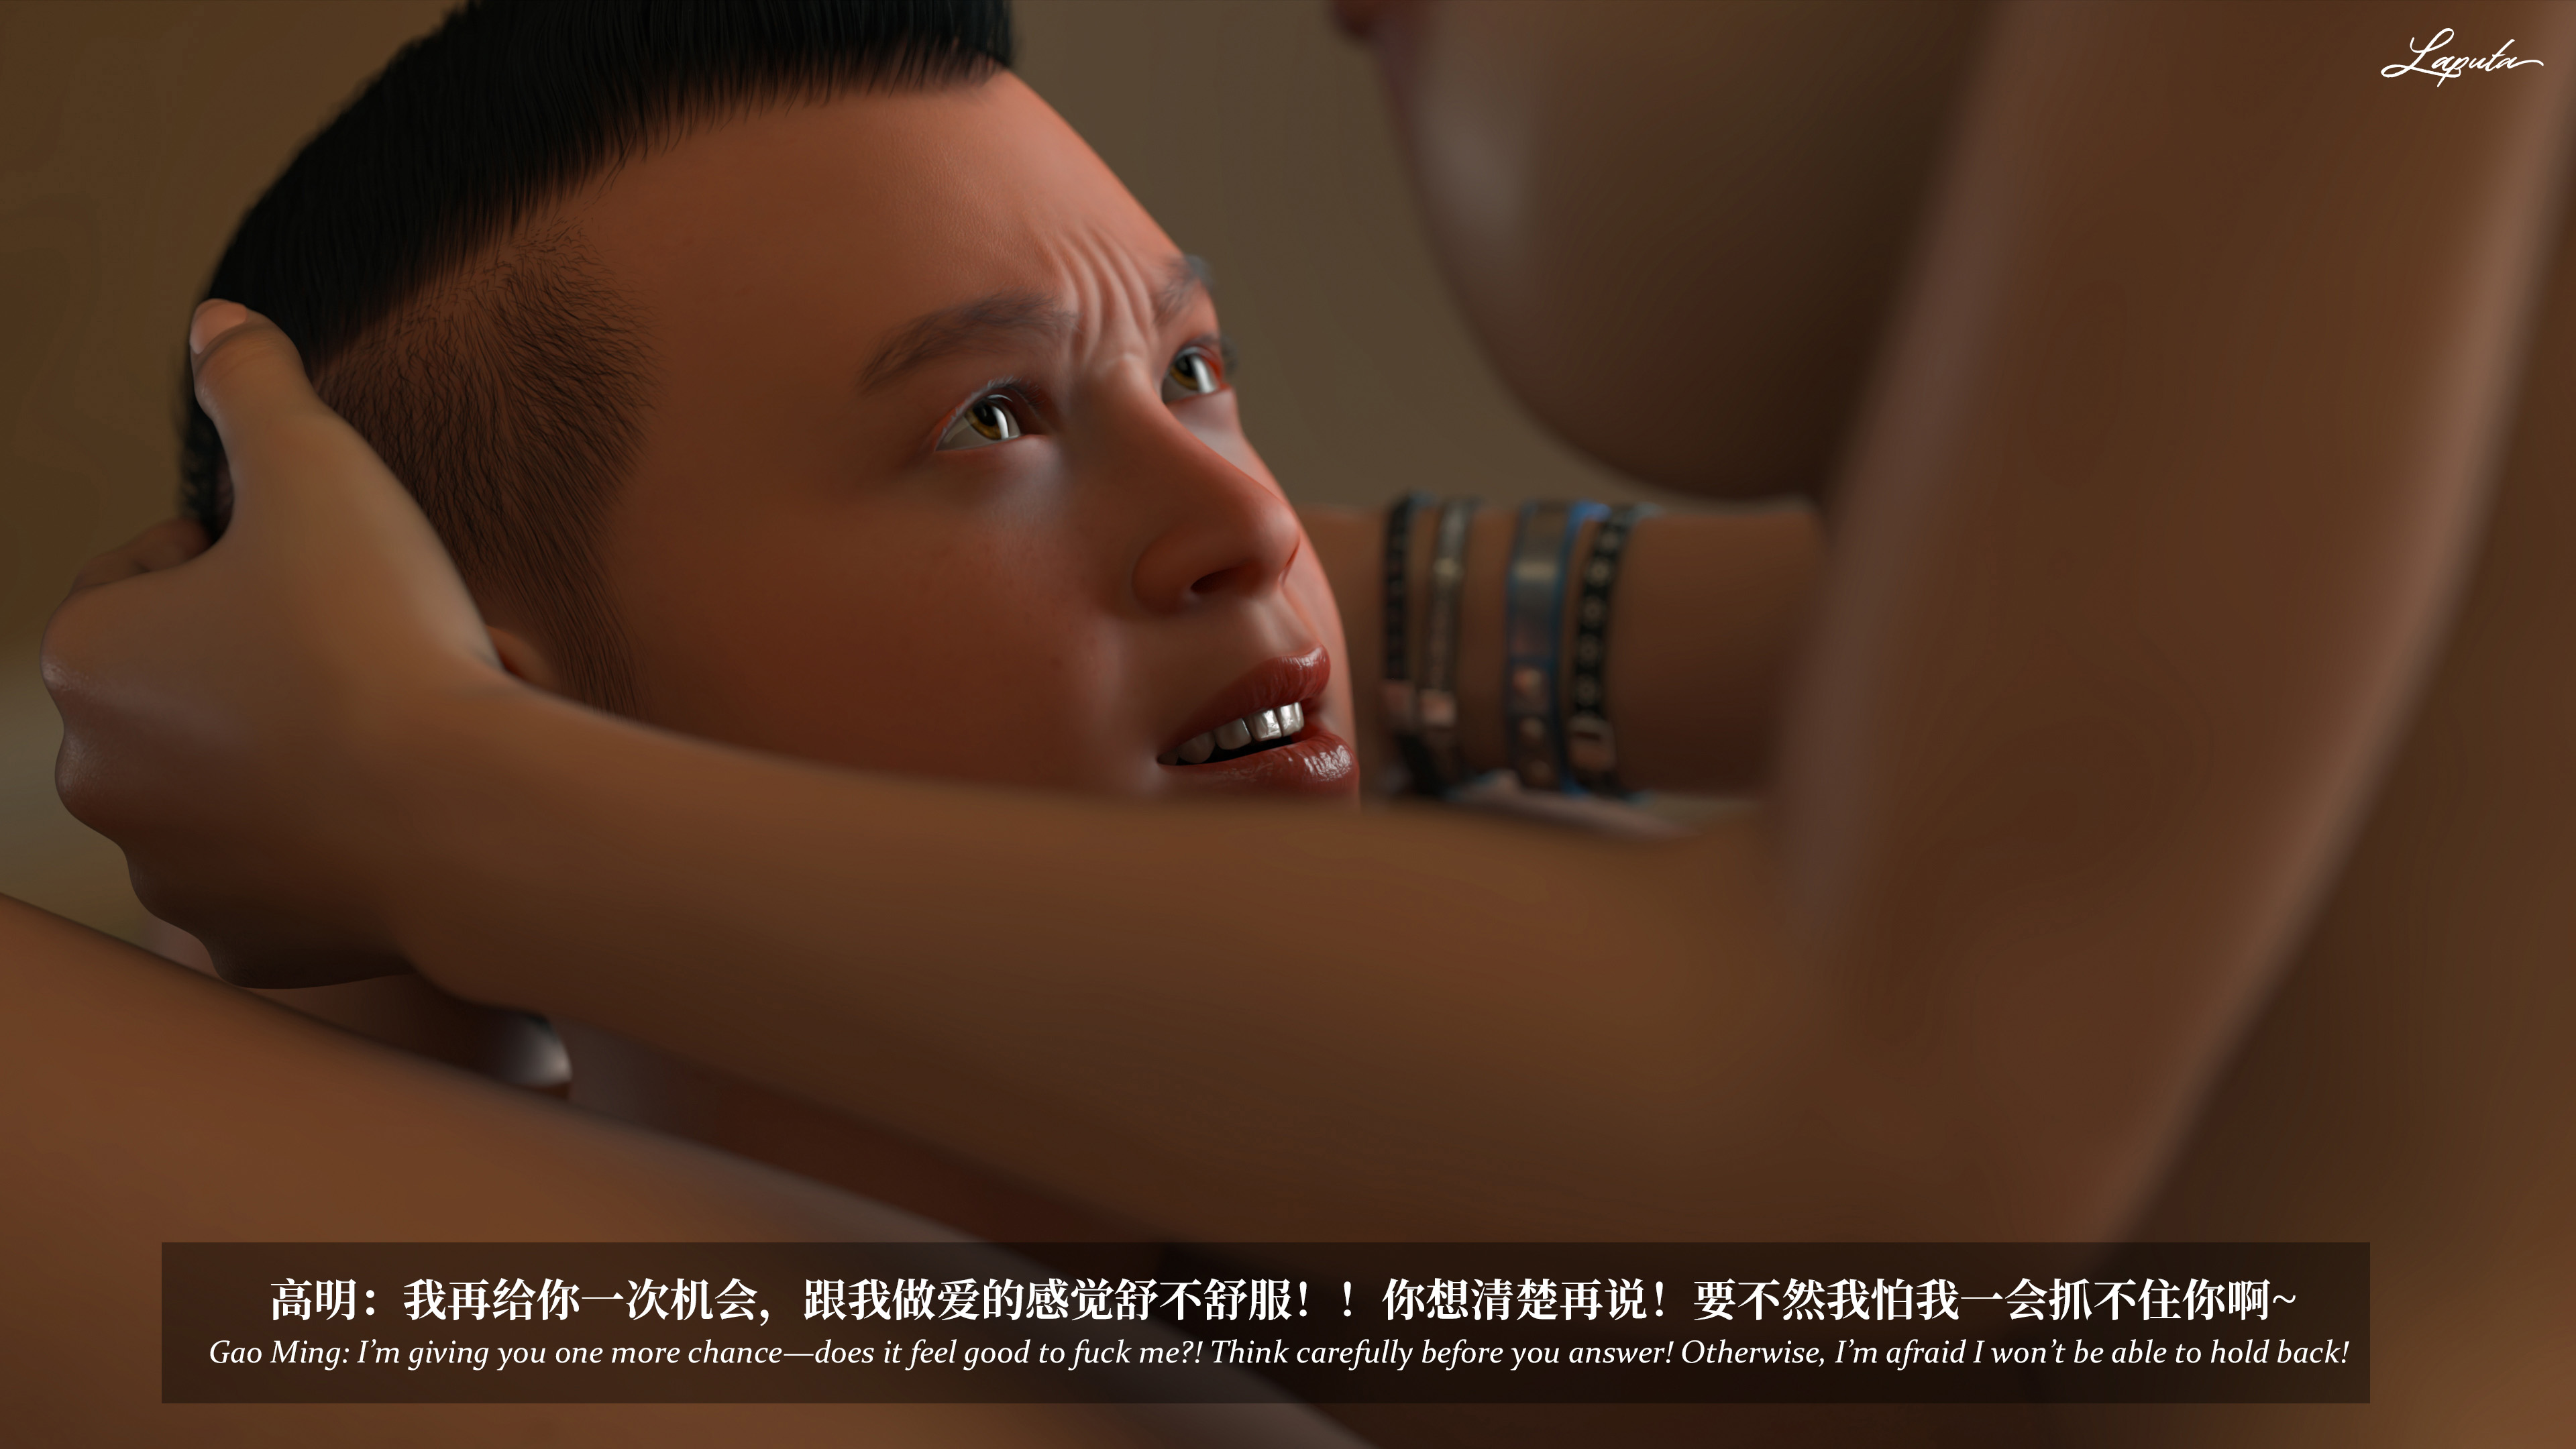 Laputa
高明：我再给你一次机会，跟我做爱的感觉舒不舒服！！你想清楚再说！要不然我怕我一会抓不住你啊~
Gao Ming: I’m giving you one more chance—does it feel good to fuck me?! Think carefully before you answer! Otherwise, I’m afraid I won’t be able to hold back!